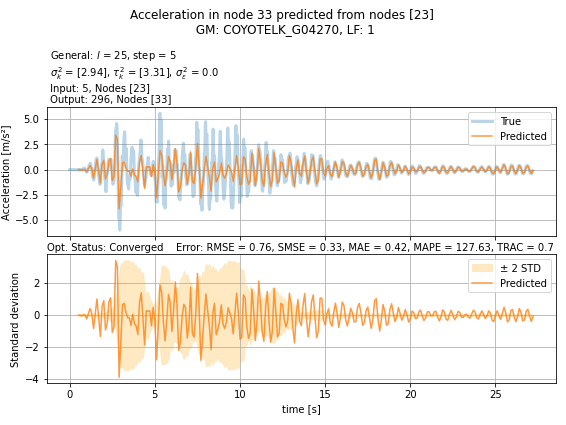 Acceleration in node 33 predicted from nodes [23]
GM: COYOTELK_G04270, LF: 1
General: l = 25, step = 5
σ²ₖ = [2.94], τ²ₖ = [3.31], σ²ε = 0.0
Input: 5, Nodes [23]
Output: 296, Nodes [33]
Acceleration [m/s²]
5.0
2.5
0.0
−2.5
−5.0
True
Predicted
Opt. Status: Converged Error: RMSE = 0.76, SMSE = 0.33, MAE = 0.42, MAPE = 127.63, TRAC = 0.7
Standard deviation
2
0
−2
−4
± 2 STD
Predicted
0 5 10 15 20 25
time [s]